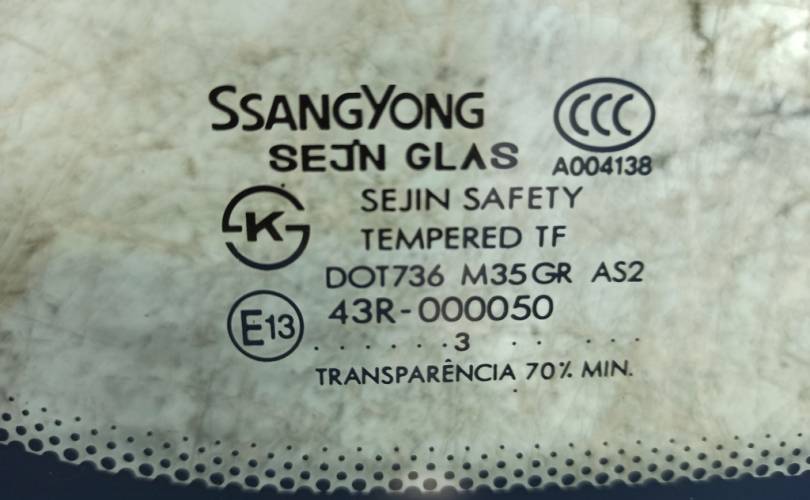 SSANGYONG
SEJIN GLAS
CCC
A004138
SEJIN SAFETY
K
TEMPERED TF
DOT736 M35GR AS2
43R-000050
E13
. . . . . . 3 . . . . .
TRANSPARÊNCIA 70% MIN.